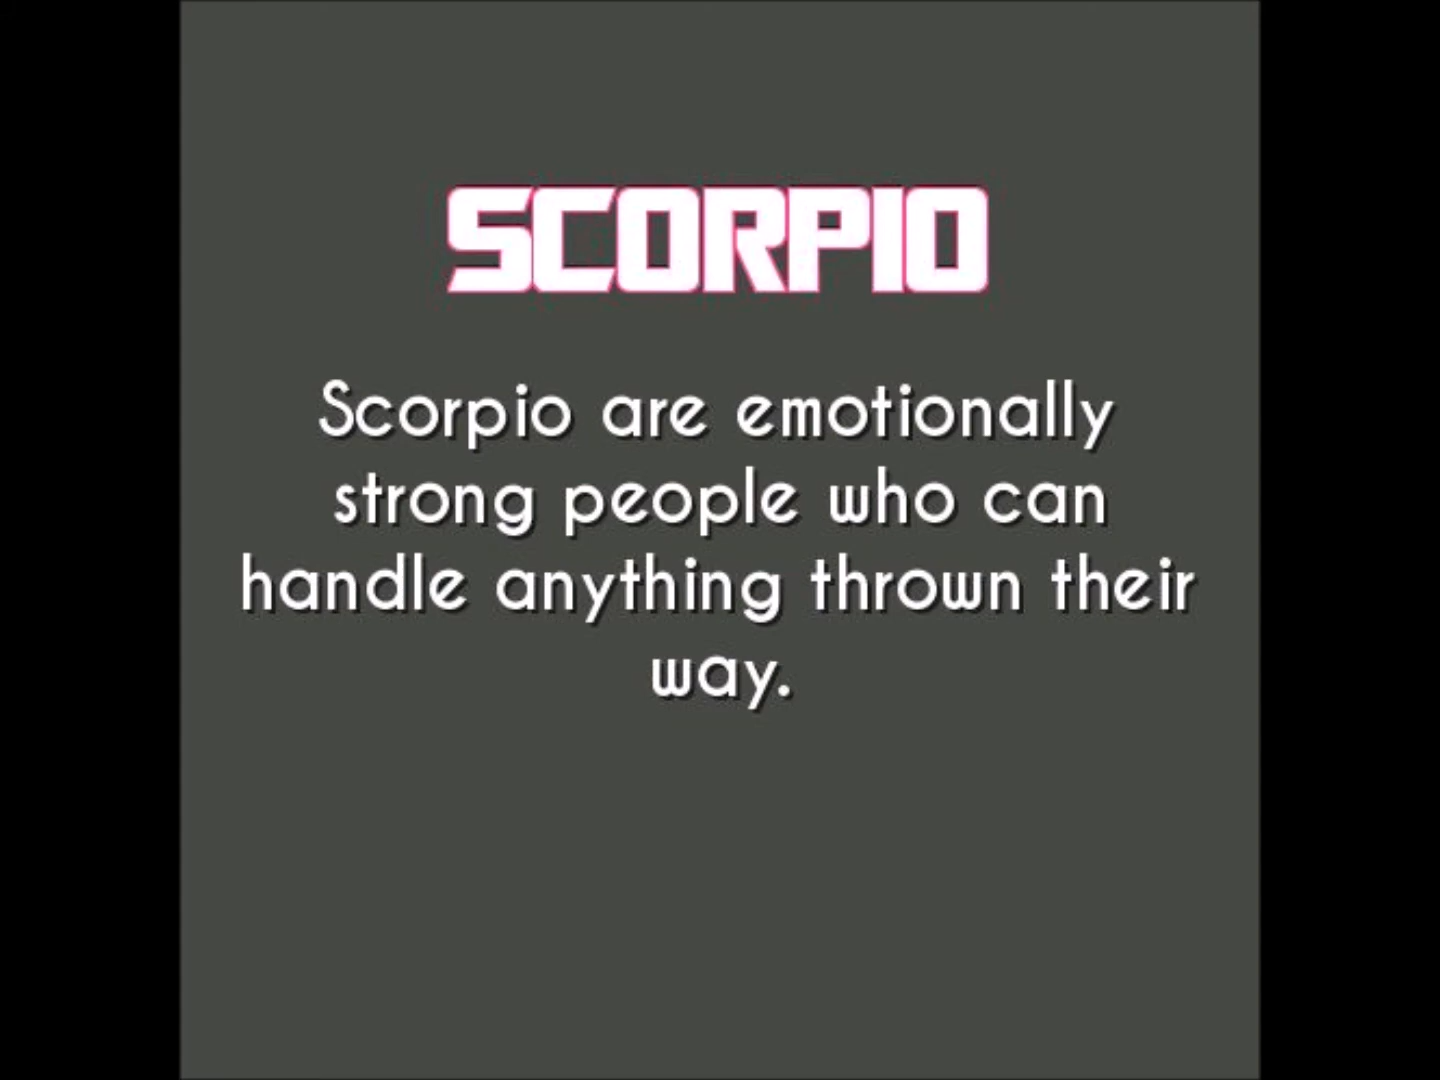 SCORPIO
Scorpio are emotionally
strong people who can
handle anything thrown their
way.